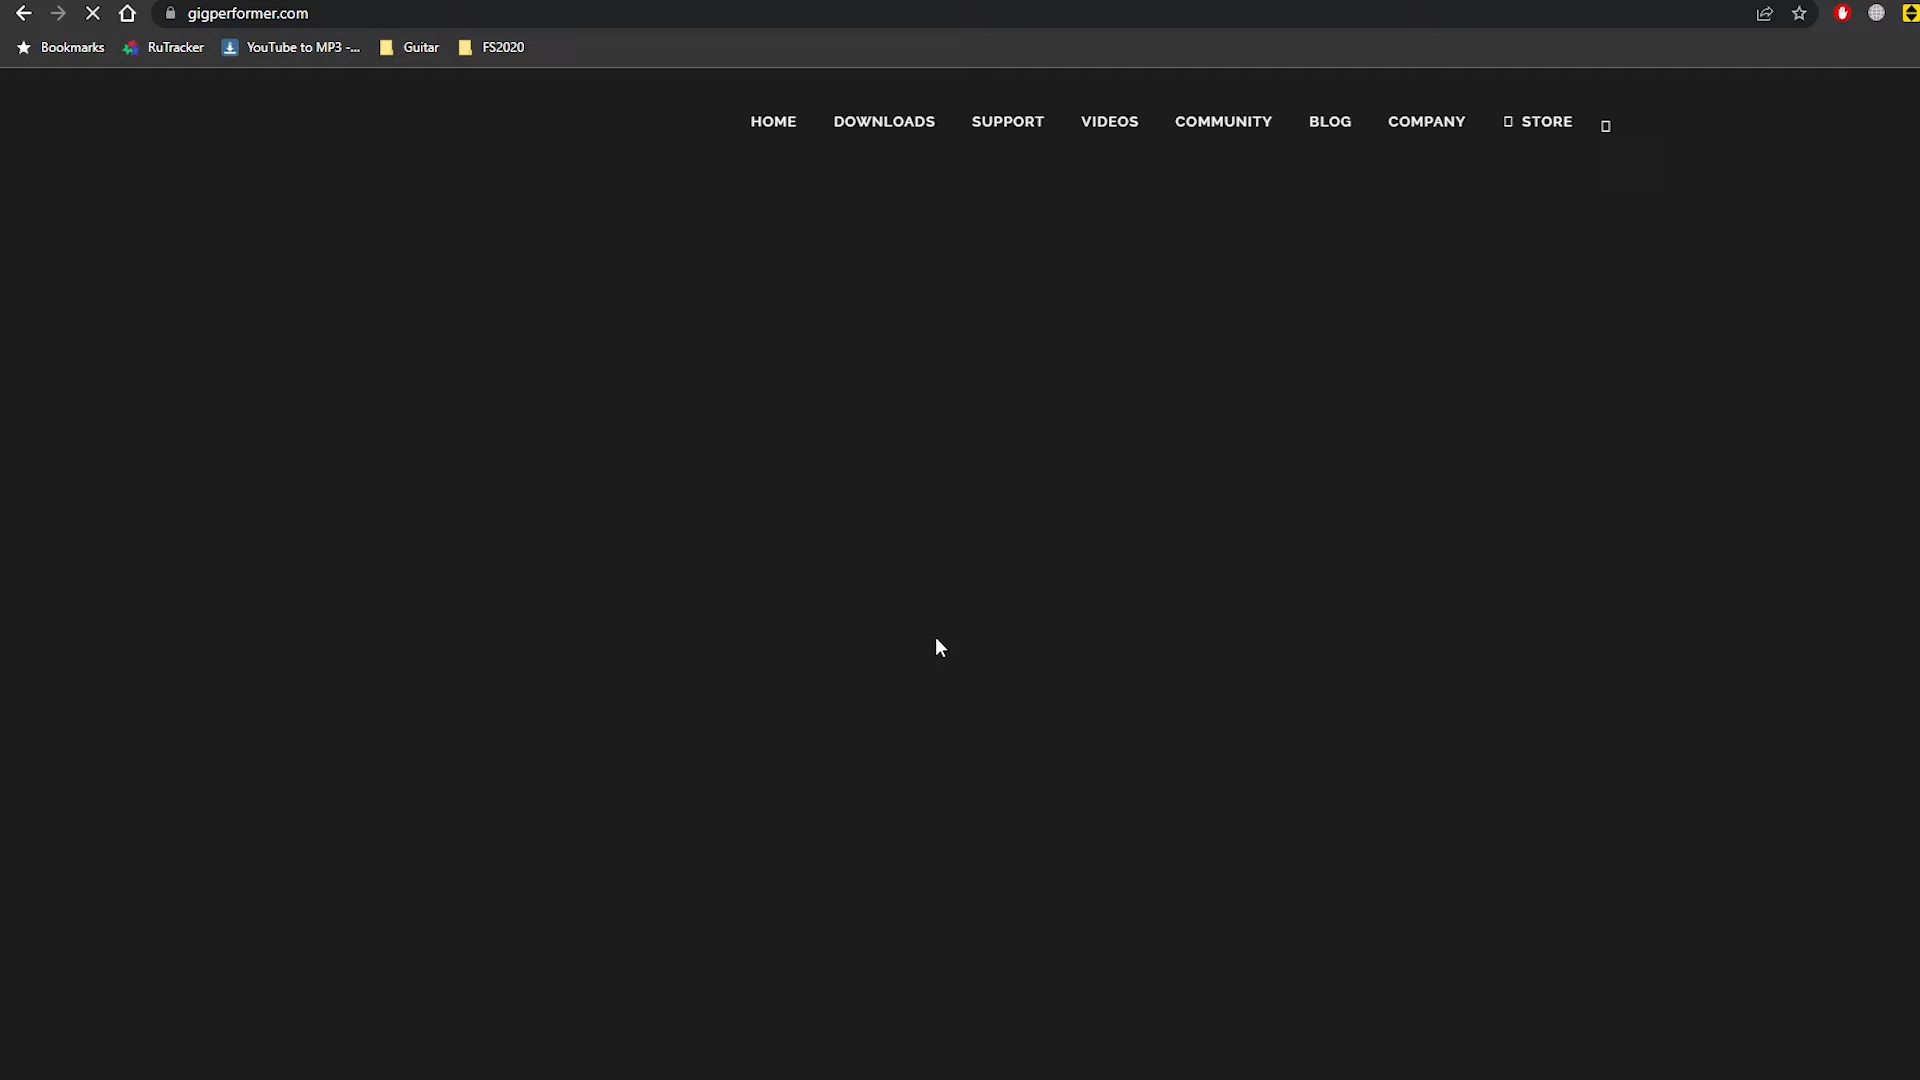 gigperformer.com
Bookmarks RuTracker YouTube to MP3 -... Guitar FS2020
HOME DOWNLOADS SUPPORT VIDEOS COMMUNITY BLOG COMPANY STORE